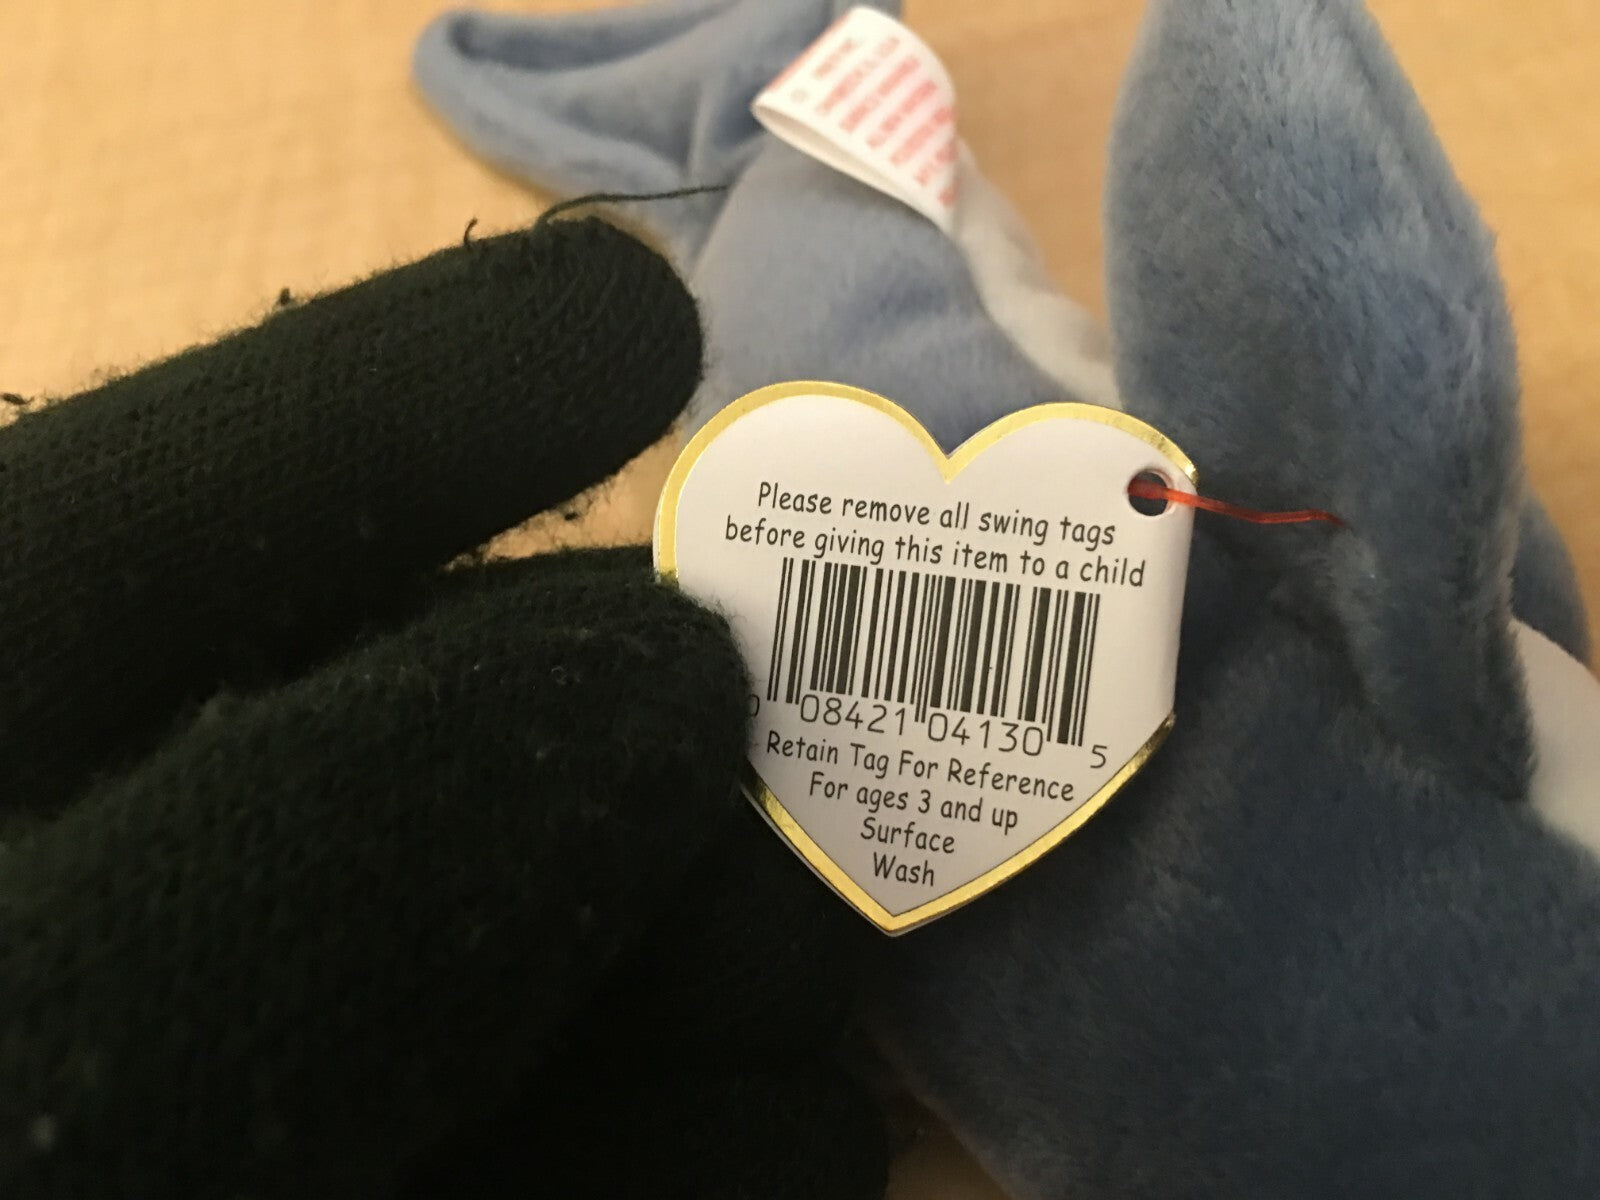 Please remove all swing tags
before giving this item to a child
0 08421 04130 5
Retain Tag For Reference
For ages 3 and up
Surface
Wash